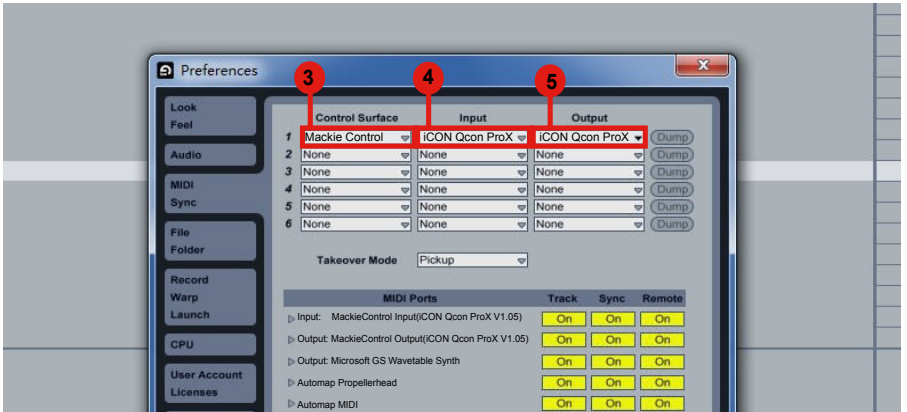 Preferences
3 4 5
Look
Feel
Audio
MIDI
Sync
File
Folder
Record
Warp
Launch
CPU
User Account
Licenses
Control Surface Input Output
1 Mackie Control iCON Qcon ProX iCON Qcon ProX Dump
2 None None None Dump
3 None None None Dump
4 None None None Dump
5 None None None Dump
6 None None None Dump
Takeover Mode Pickup
MIDI Ports Track Sync Remote
Input: MackieControl Input(iCON Qcon ProX V1.05) On On On
Output: MackieControl Output(iCON Qcon ProX V1.05) On On On
Output: Microsoft GS Wavetable Synth On On On
Automap Propellerhead On On On
Automap MIDI On On On